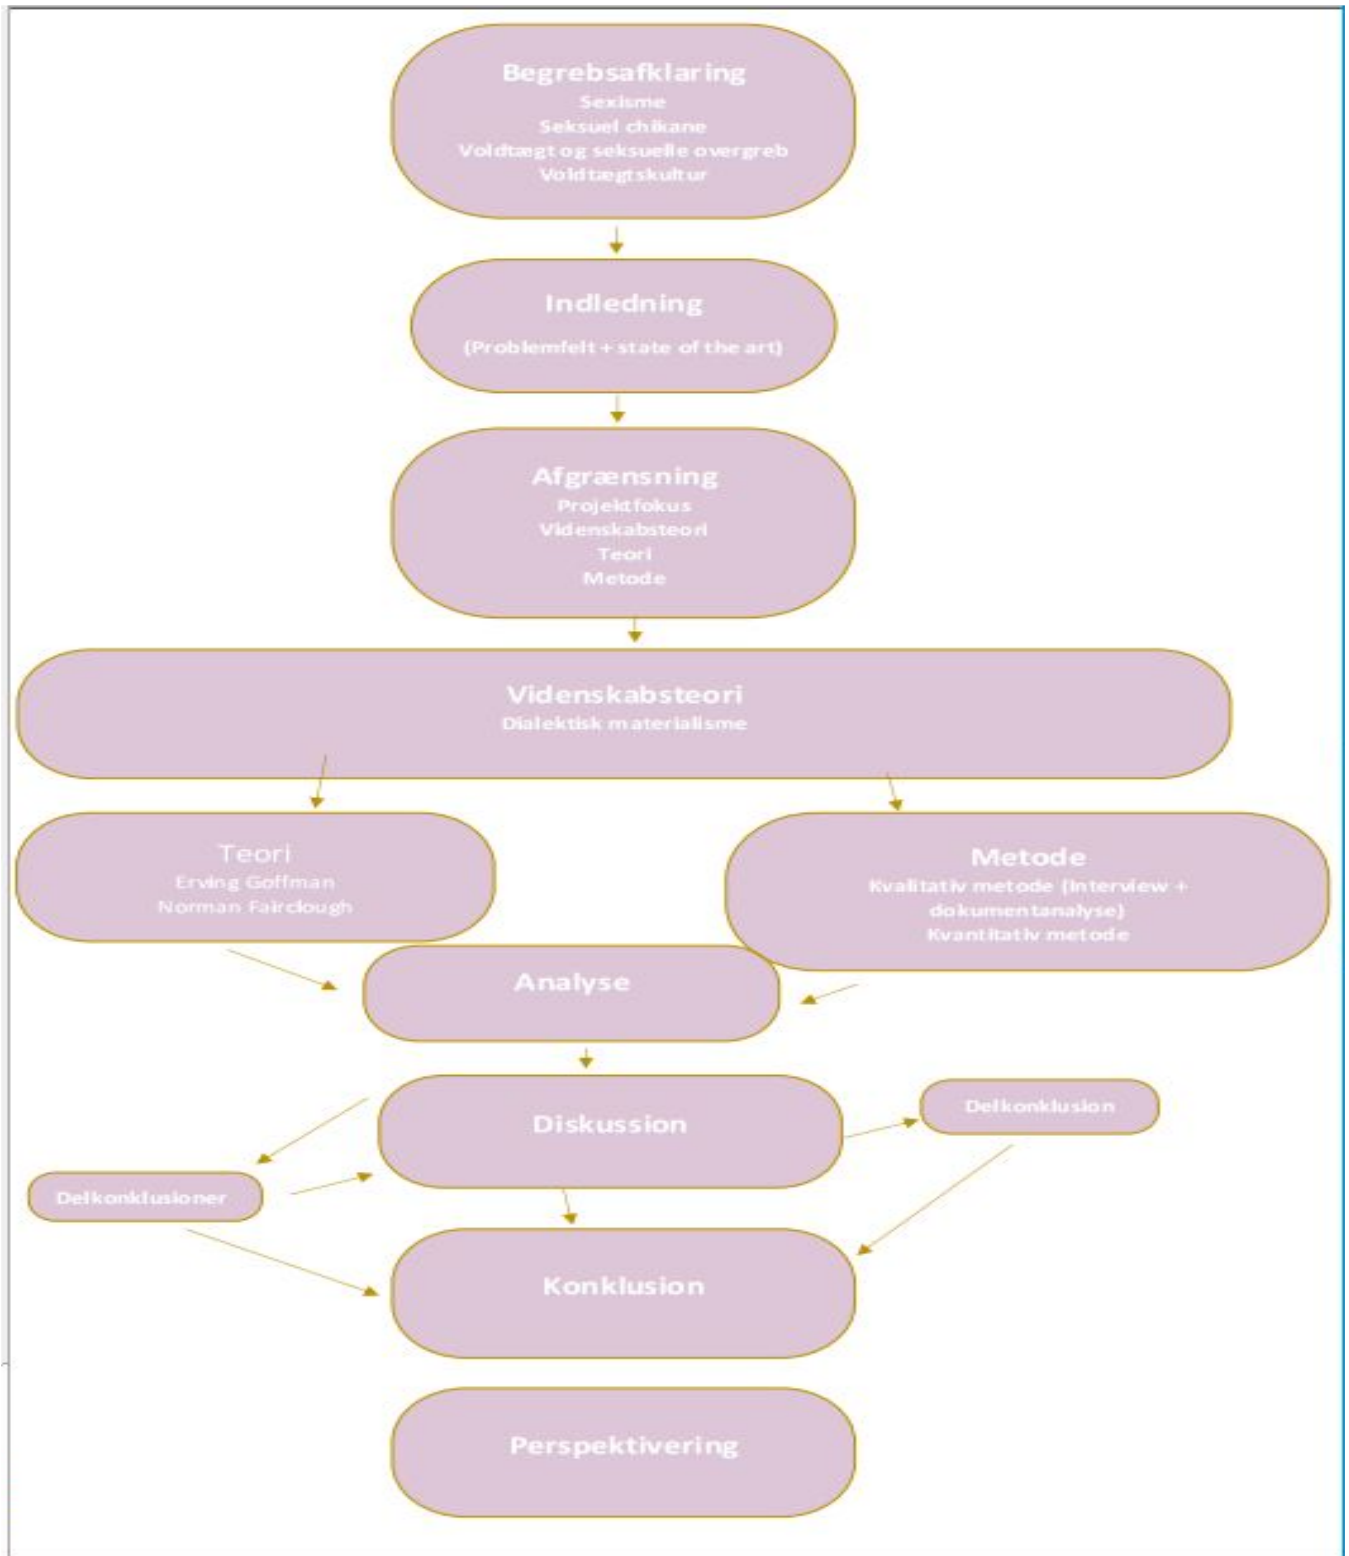 Begrebsafklaring
Sexisme
Seksuel chikane
Voldtægt og seksuelle overgreb
Voldtægtskultur
Indledning
(Problemfelt + state of the art)
Afgrænsning
Projektfokus
Videnskabsteori
Teori
Metode
Videnskabsteori
Dialektisk materialisme
Teori
Erving Goffman
Norman Fairclough
Metode
Kvalitativ metode (Interview +
dokumentanalyse)
Kvantitativ metode
Analyse
Diskussion
Delkonklusion
Delkonklusioner
Konklusion
Perspektivering